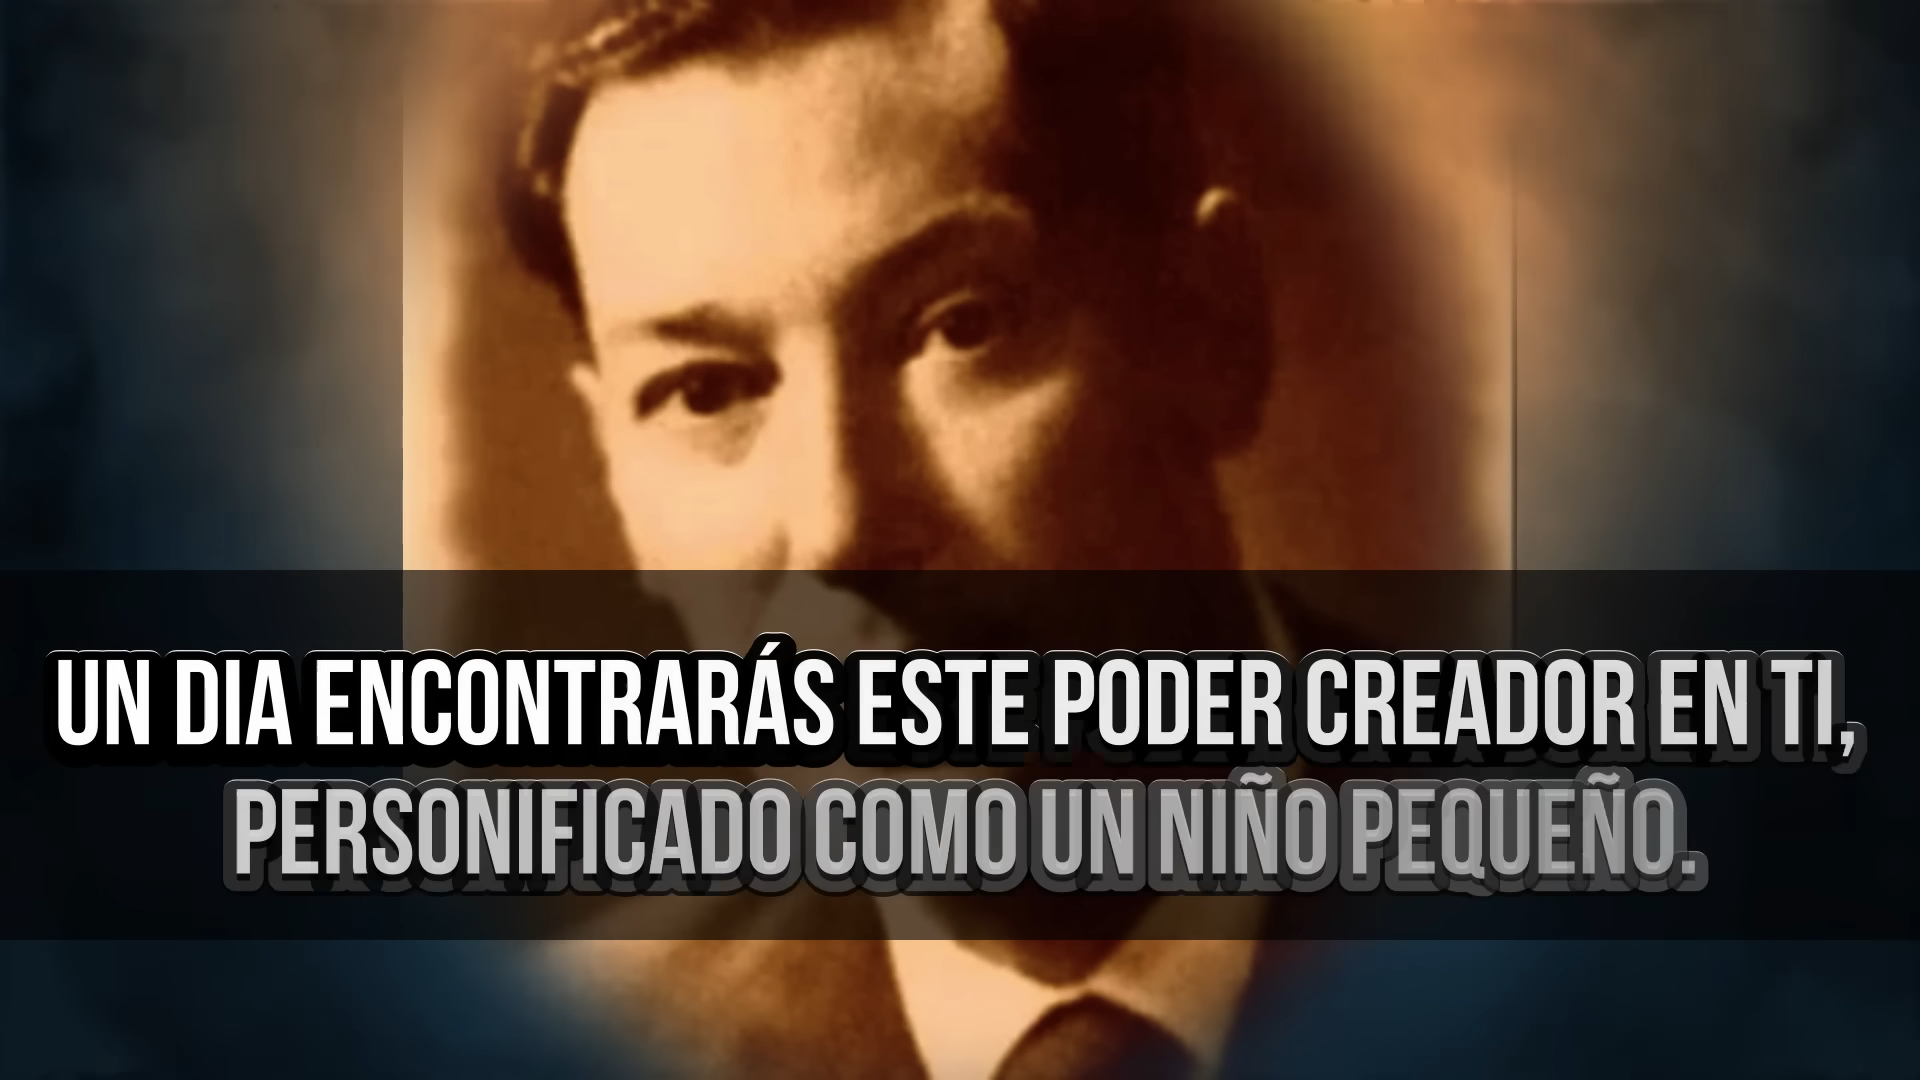 UN DIA ENCONTRARÁS ESTE PODER CREADOR EN TI,
PERSONIFICADO COMO UN NIÑO PEQUEÑO.